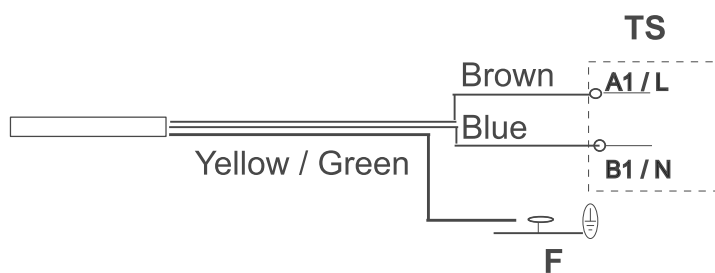 TS
Brown
A1 / L
Blue
Yellow / Green
B1 / N
F